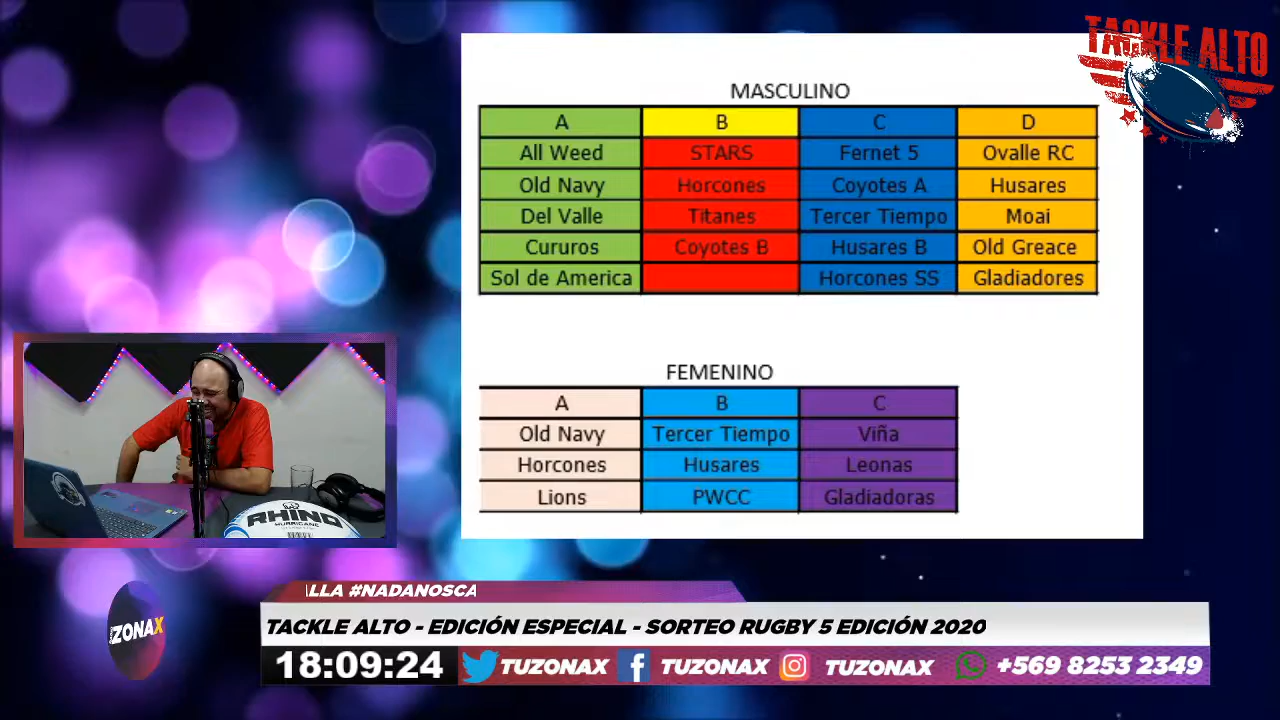 TACKLE ALTO
MASCULINO
A B C D
All Weed STARS Fernet 5 Ovalle RC
Old Navy Horcones Coyotes A Husares
Del Valle Titanes Tercer Tiempo Moai
Cururos Coyotes B Husares B Old Greace
Sol de America Horcones SS Gladiadores
FEMENINO
A B C
Old Navy Tercer Tiempo Viña
Horcones Husares Leonas
Lions PWCC Gladiadoras
RHINO
HURRICANE
LLA #NADANOSCA
ZONAX
TACKLE ALTO - EDICIÓN ESPECIAL - SORTEO RUGBY 5 EDICIÓN 2020
18:09:24 TUZONAX TUZONAX TUZONAX +569 8253 2349